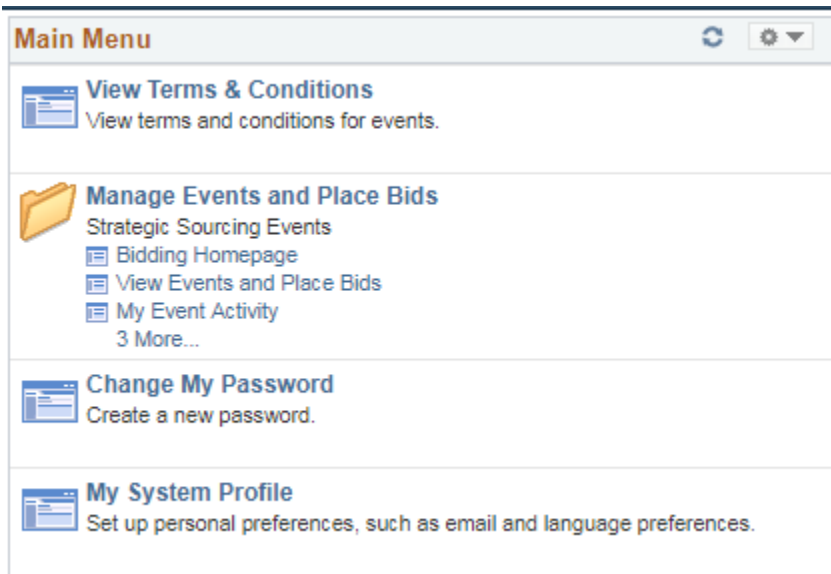 Main Menu
View Terms & Conditions
View terms and conditions for events.
Manage Events and Place Bids
Strategic Sourcing Events
Bidding Homepage
View Events and Place Bids
My Event Activity
3 More...
Change My Password
Create a new password.
My System Profile
Set up personal preferences, such as email and language preferences.